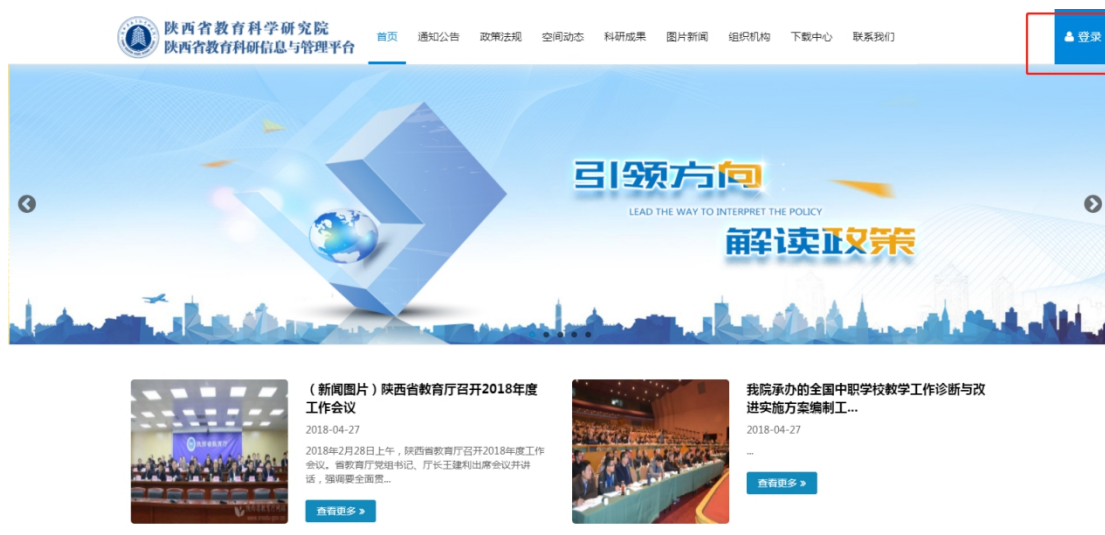 陕西省教育科学研究院
陕西省教育科研信息与管理平台
首页 通知公告 政策法规 空间动态 科研成果 图片新闻 组织机构 下载中心 联系我们
登录
引领方向
LEAD THE WAY TO INTERPRET THE POLICY
解读政策
（新闻图片）陕西省教育厅召开2018年度
工作会议
2018-04-27
2018年2月28日上午，陕西省教育厅召开2018年度工作
会议。省教育厅党组书记、厅长王建利出席会议并讲
话，强调要全面贯...
查看更多 »
我院承办的全国中职学校教学工作诊断与改
进实施方案编制工...
2018-04-27
...
查看更多 »